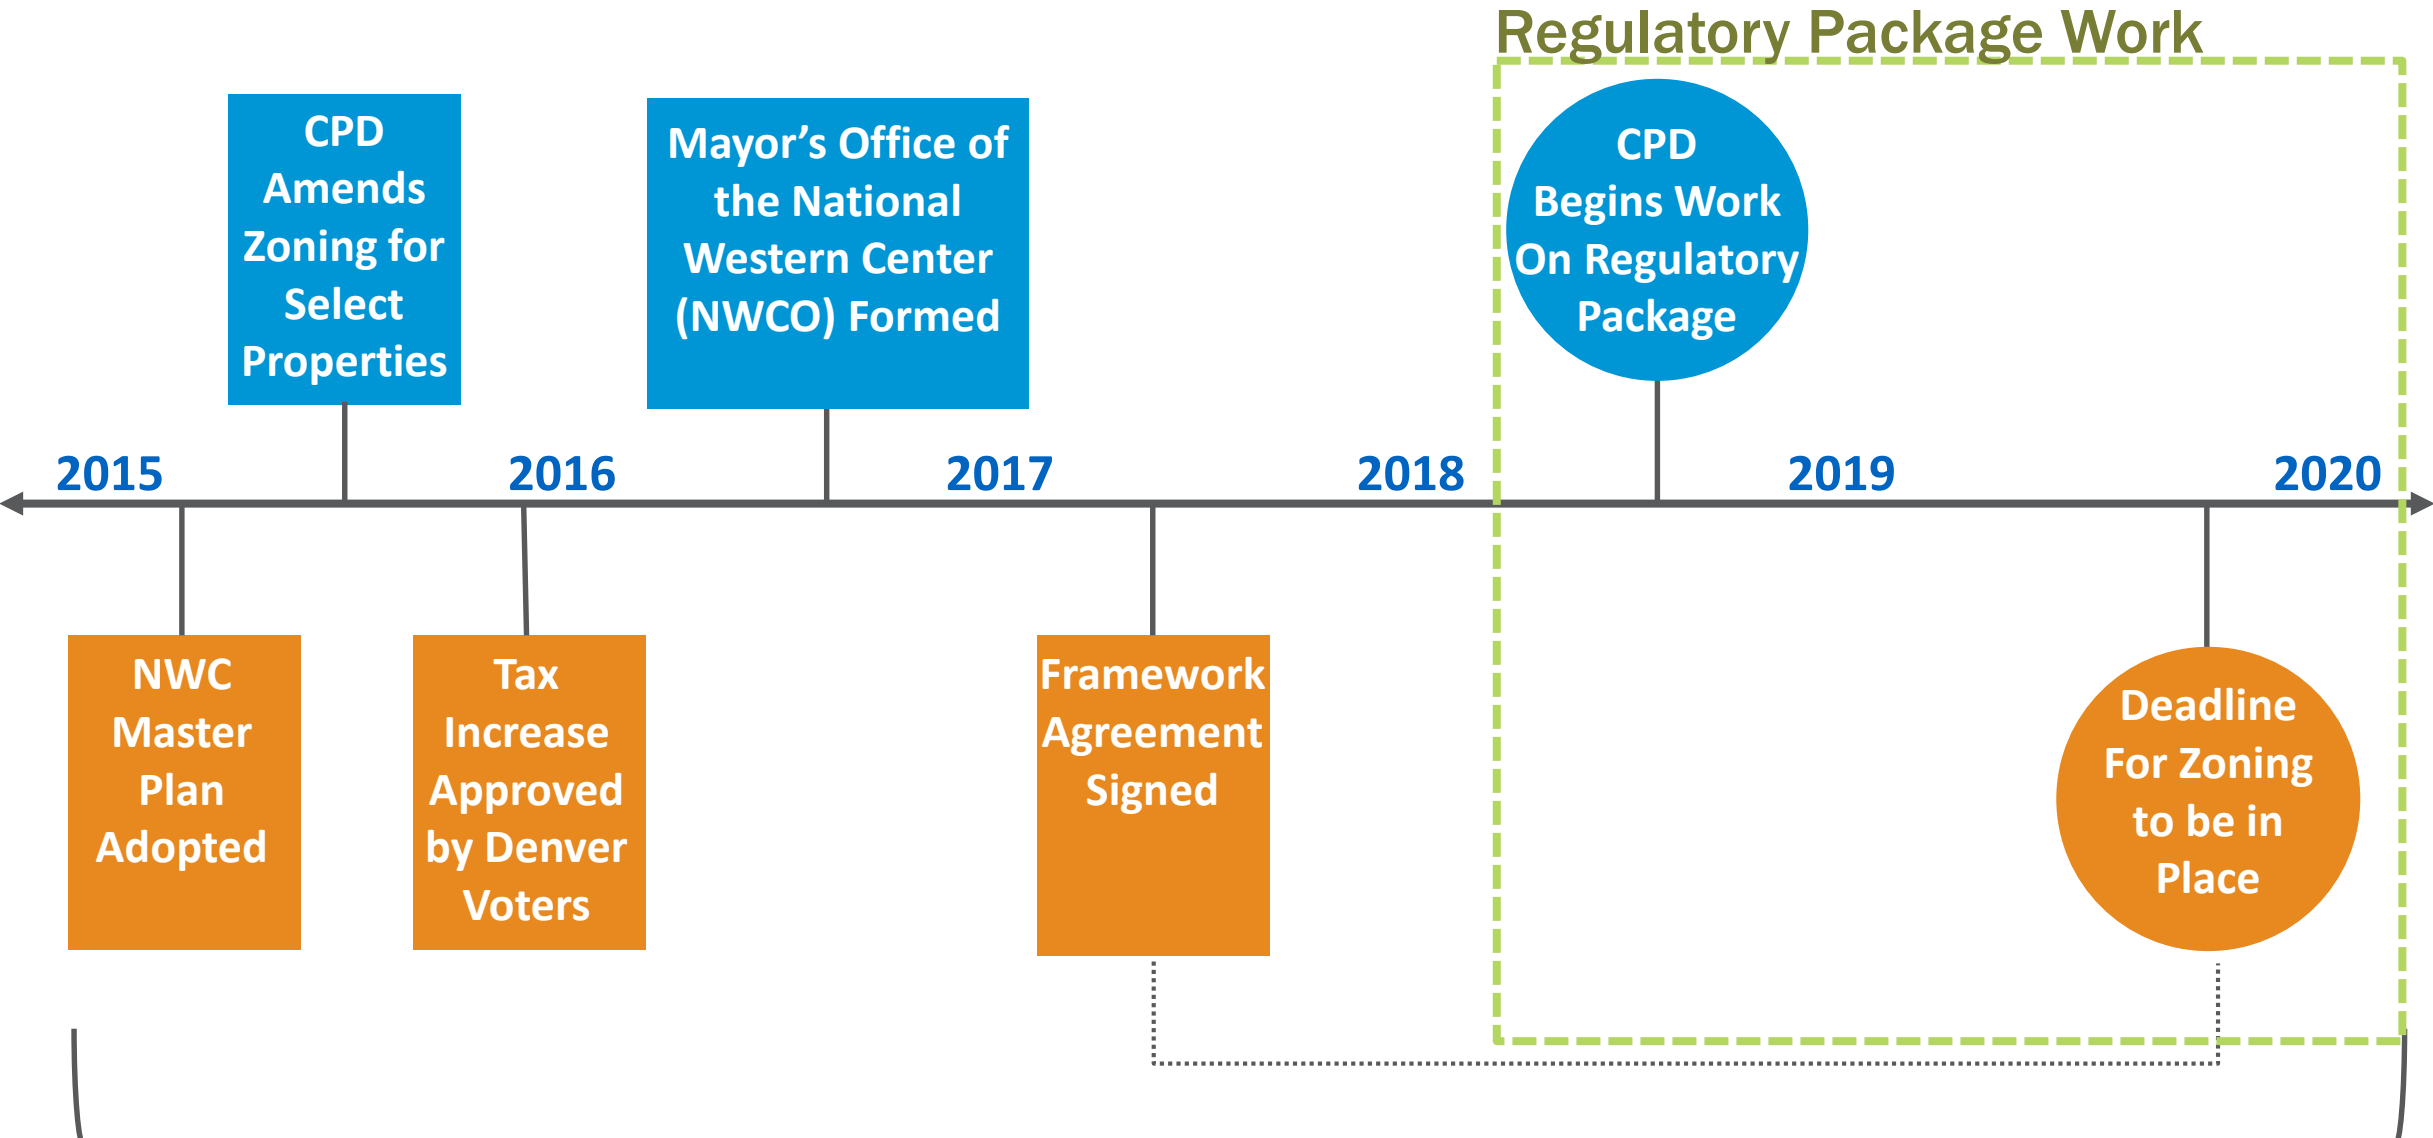 Regulatory Package Work
CPD
Amends
Zoning for
Select
Properties
Mayor’s Office of
the National
Western Center
(NWCO) Formed
CPD
Begins Work
On Regulatory
Package
2015
2016
2017
2018
2019
2020
NWC
Master
Plan
Adopted
Tax
Increase
Approved
by Denver
Voters
Framework
Agreement
Signed
Deadline
For Zoning
to be in
Place